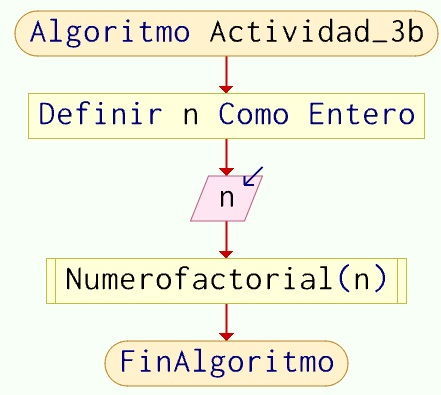 Algoritmo Actividad_3b
Definir n Como Entero
n
Numerofactorial(n)
FinAlgoritmo